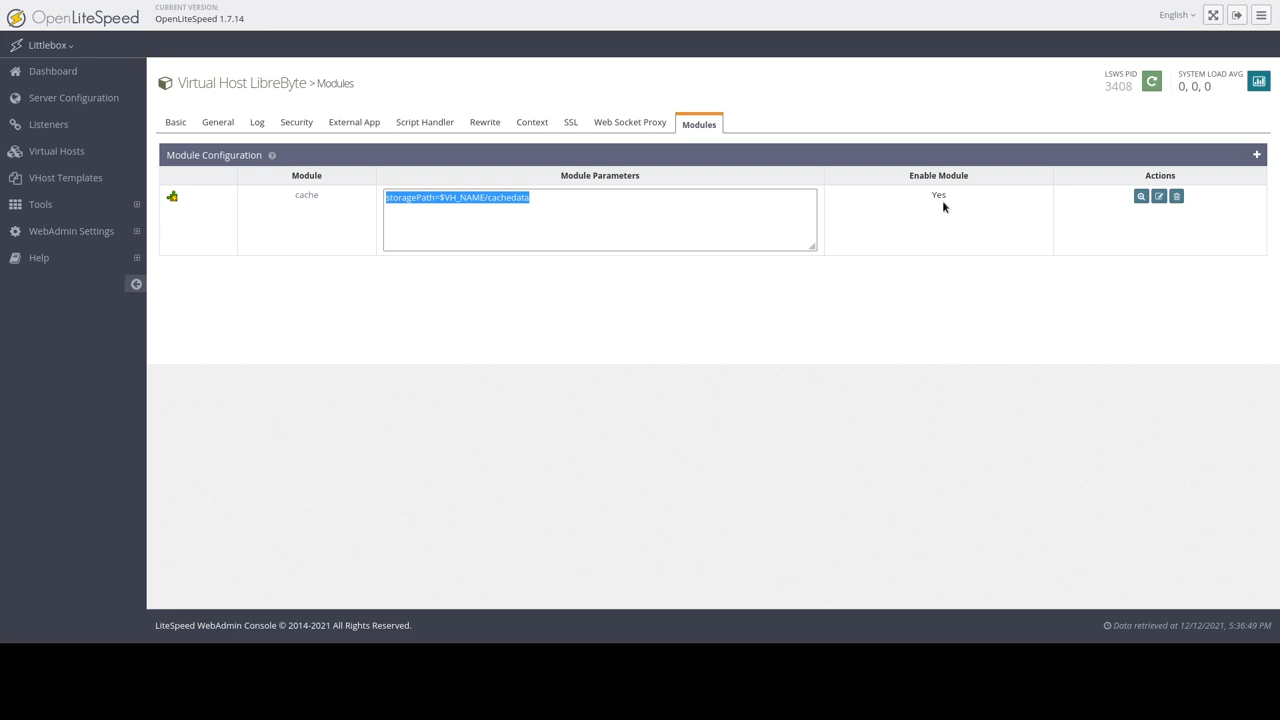 OpenLiteSpeed
CURRENT VERSION:
OpenLiteSpeed 1.7.14
English
Littlebox
Dashboard
Server Configuration
Listeners
Virtual Hosts
VHost Templates
Tools
WebAdmin Settings
Help
Virtual Host LibreByte > Modules
LSWS PID
3408
SYSTEM LOAD AVG
0, 0, 0
Basic General Log Security External App Script Handler Rewrite Context SSL Web Socket Proxy Modules
Module Configuration
Module Module Parameters Enable Module Actions
cache storagePath=$VH_NAME/cachedata Yes
LiteSpeed WebAdmin Console © 2014-2021 All Rights Reserved.
Data retrieved at 12/12/2021, 5:36:49 PM